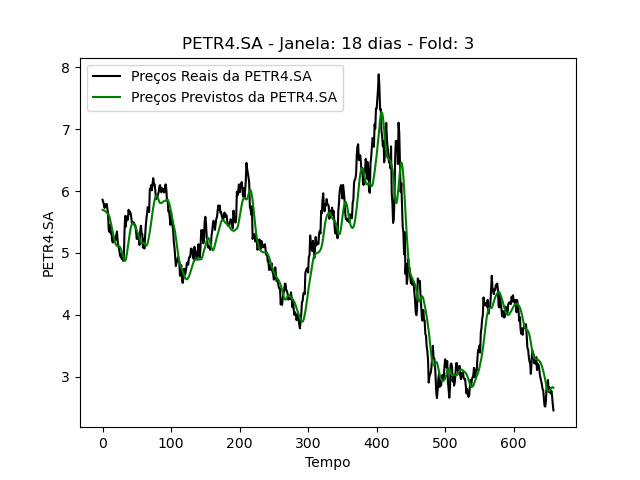 PETR4.SA - Janela: 18 dias - Fold: 3
Preços Reais da PETR4.SA
Preços Previstos da PETR4.SA
8
7
6
5
4
3
PETR4.SA
0 100 200 300 400 500 600
Tempo